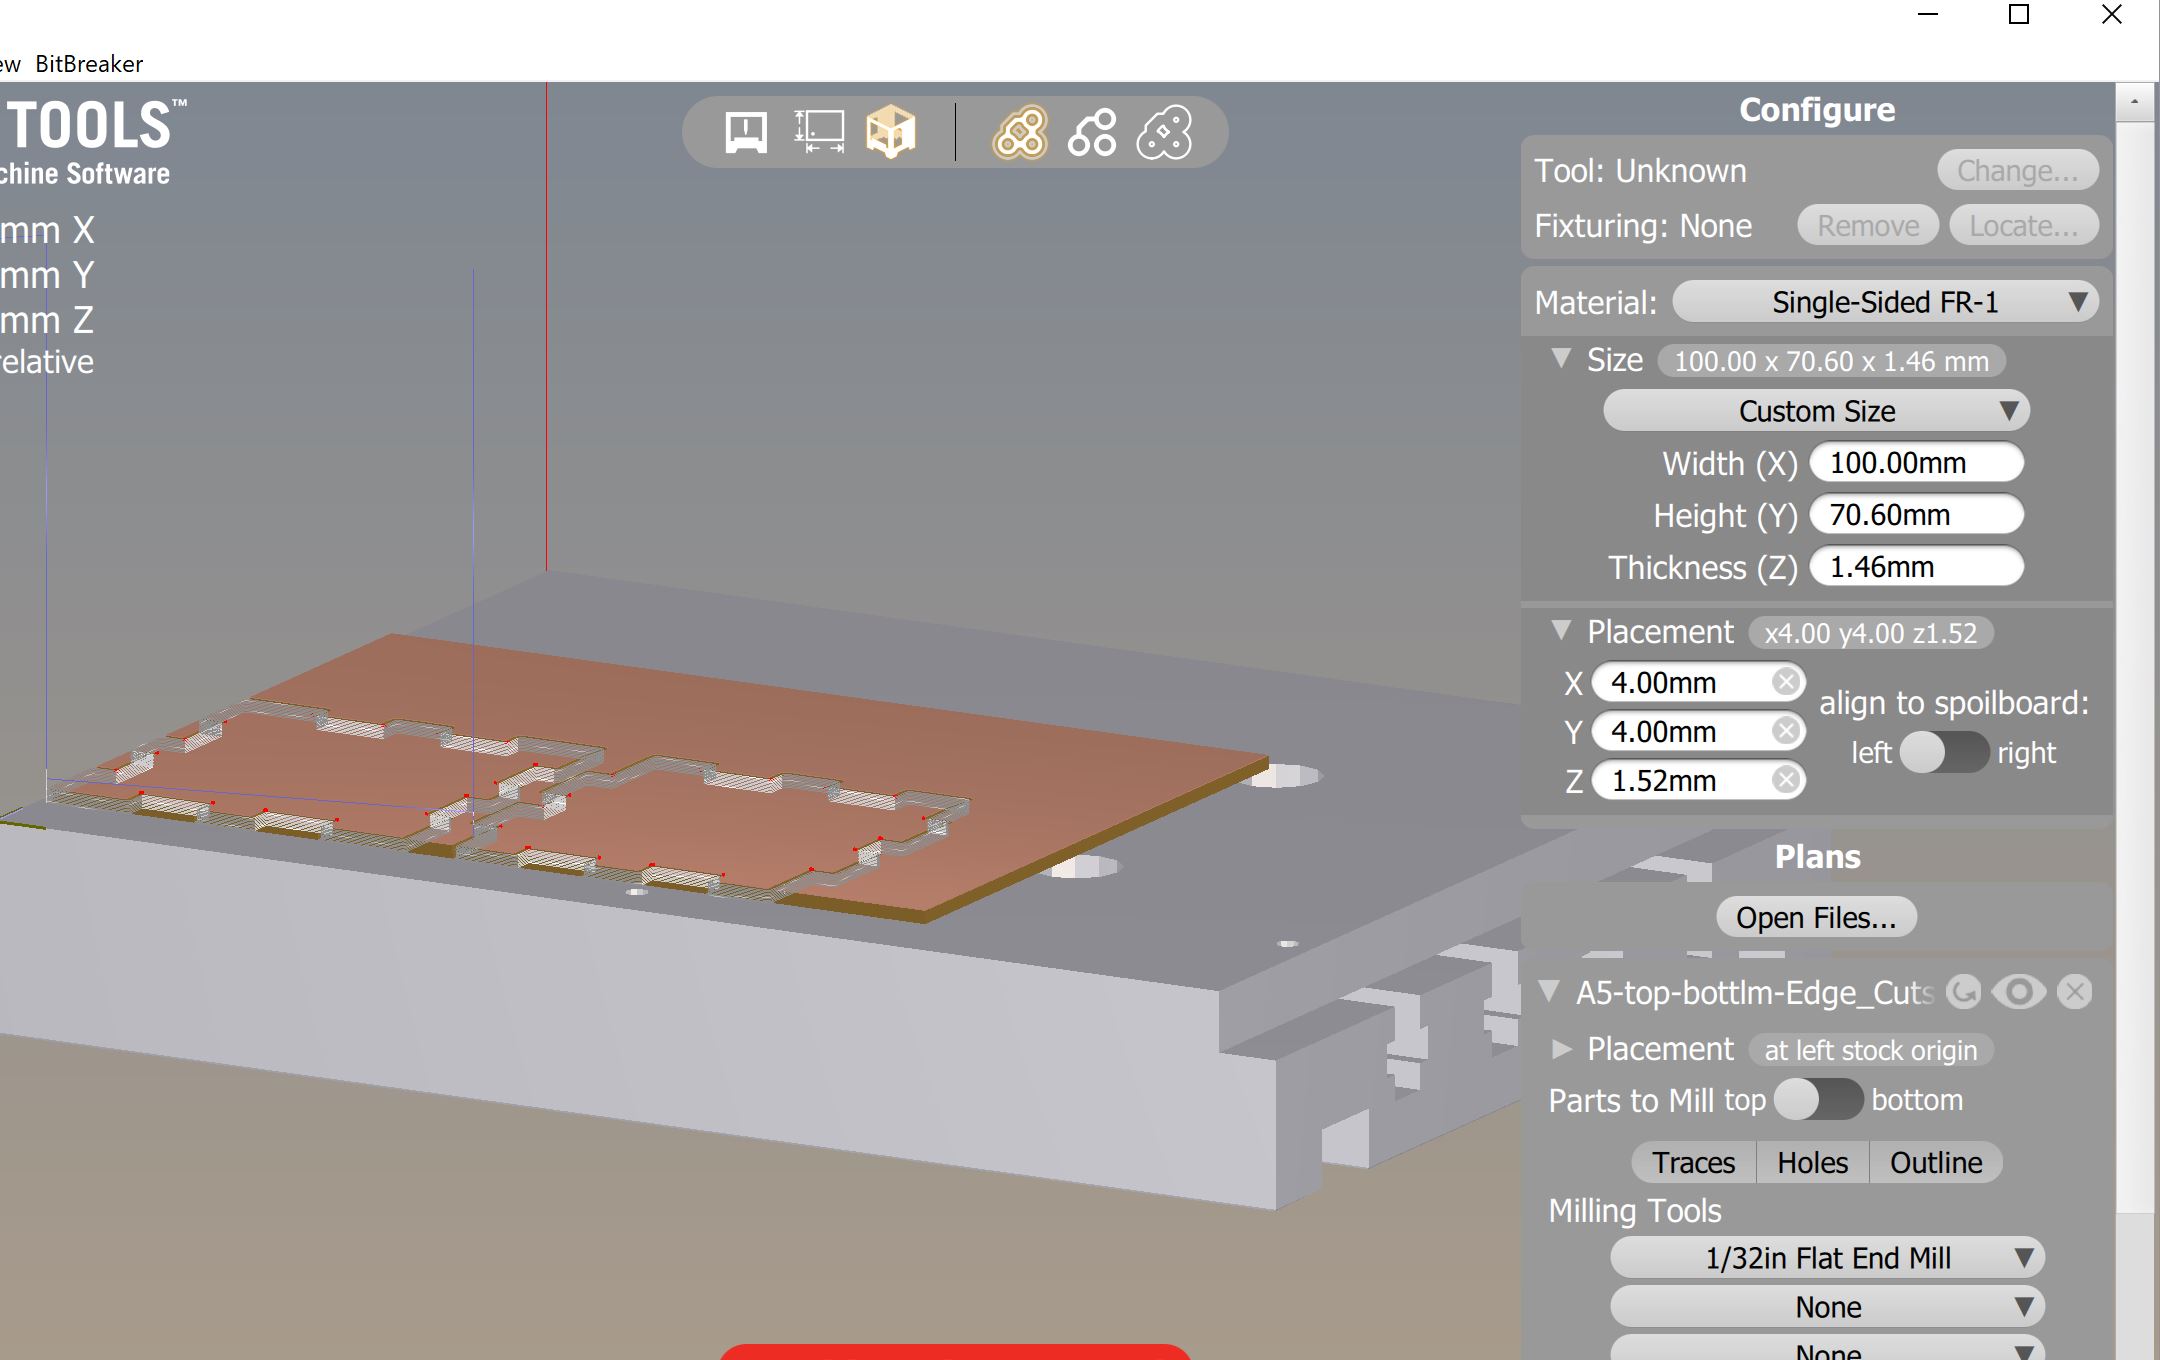 BitBreaker
TOOLS™
Machine Software
mm X
mm Y
mm Z
relative
Configure
Tool: Unknown
Change...
Fixturing: None
Remove
Locate...
Material:
Single-Sided FR-1
Size
100.00 x 70.60 x 1.46 mm
Custom Size
Width (X)
100.00mm
Height (Y)
70.60mm
Thickness (Z)
1.46mm
Placement
x4.00 y4.00 z1.52
X
4.00mm
align to spoilboard:
Y
4.00mm
left
right
Z
1.52mm
Plans
Open Files...
A5-top-bottlm-Edge_Cuts
Placement
at left stock origin
Parts to Mill
top
bottom
Traces
Holes
Outline
Milling Tools
1/32in Flat End Mill
None
None